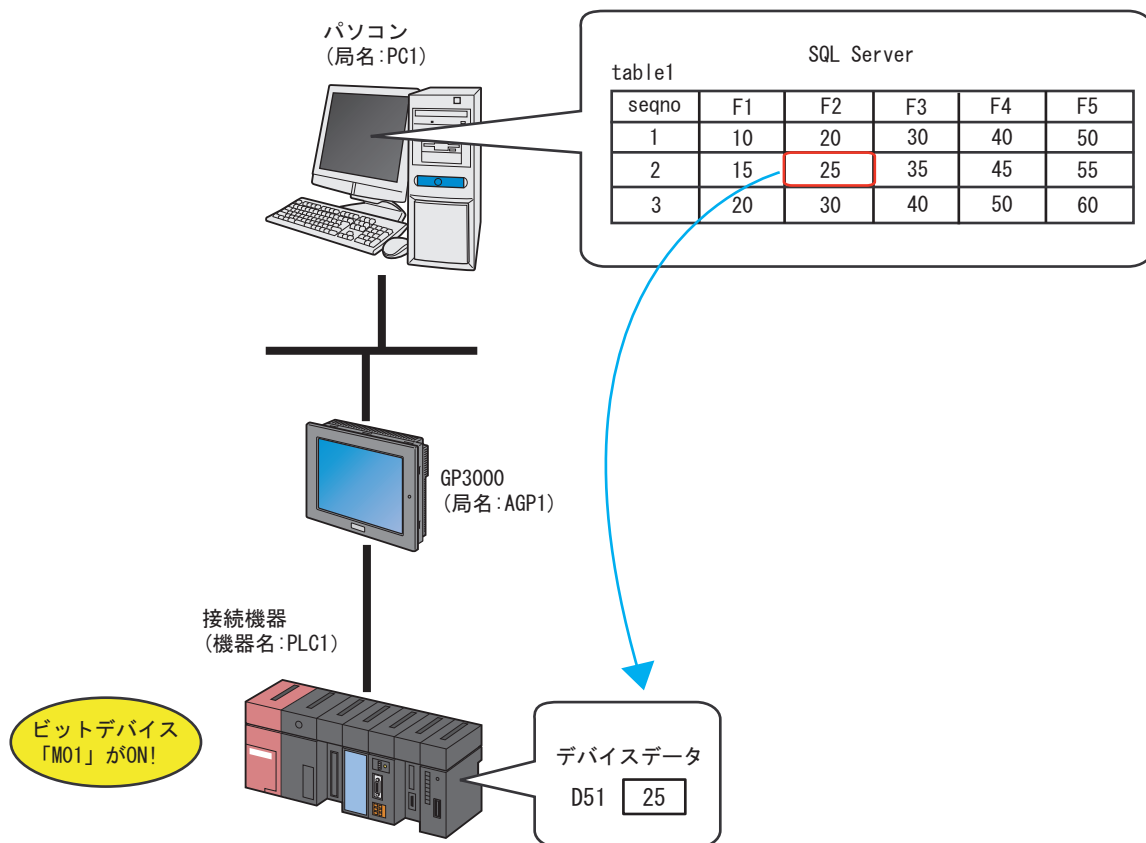 パソコン
(局名:PC1)
SQL Server
table1
seqno F1 F2 F3 F4 F5
1 10 20 30 40 50
2 15 25 35 45 55
3 20 30 40 50 60
GP3000
(局名:AGP1)
接続機器
(機器名:PLC1)
ビットデバイス
「M01」がON!
デバイスデータ
D51 25